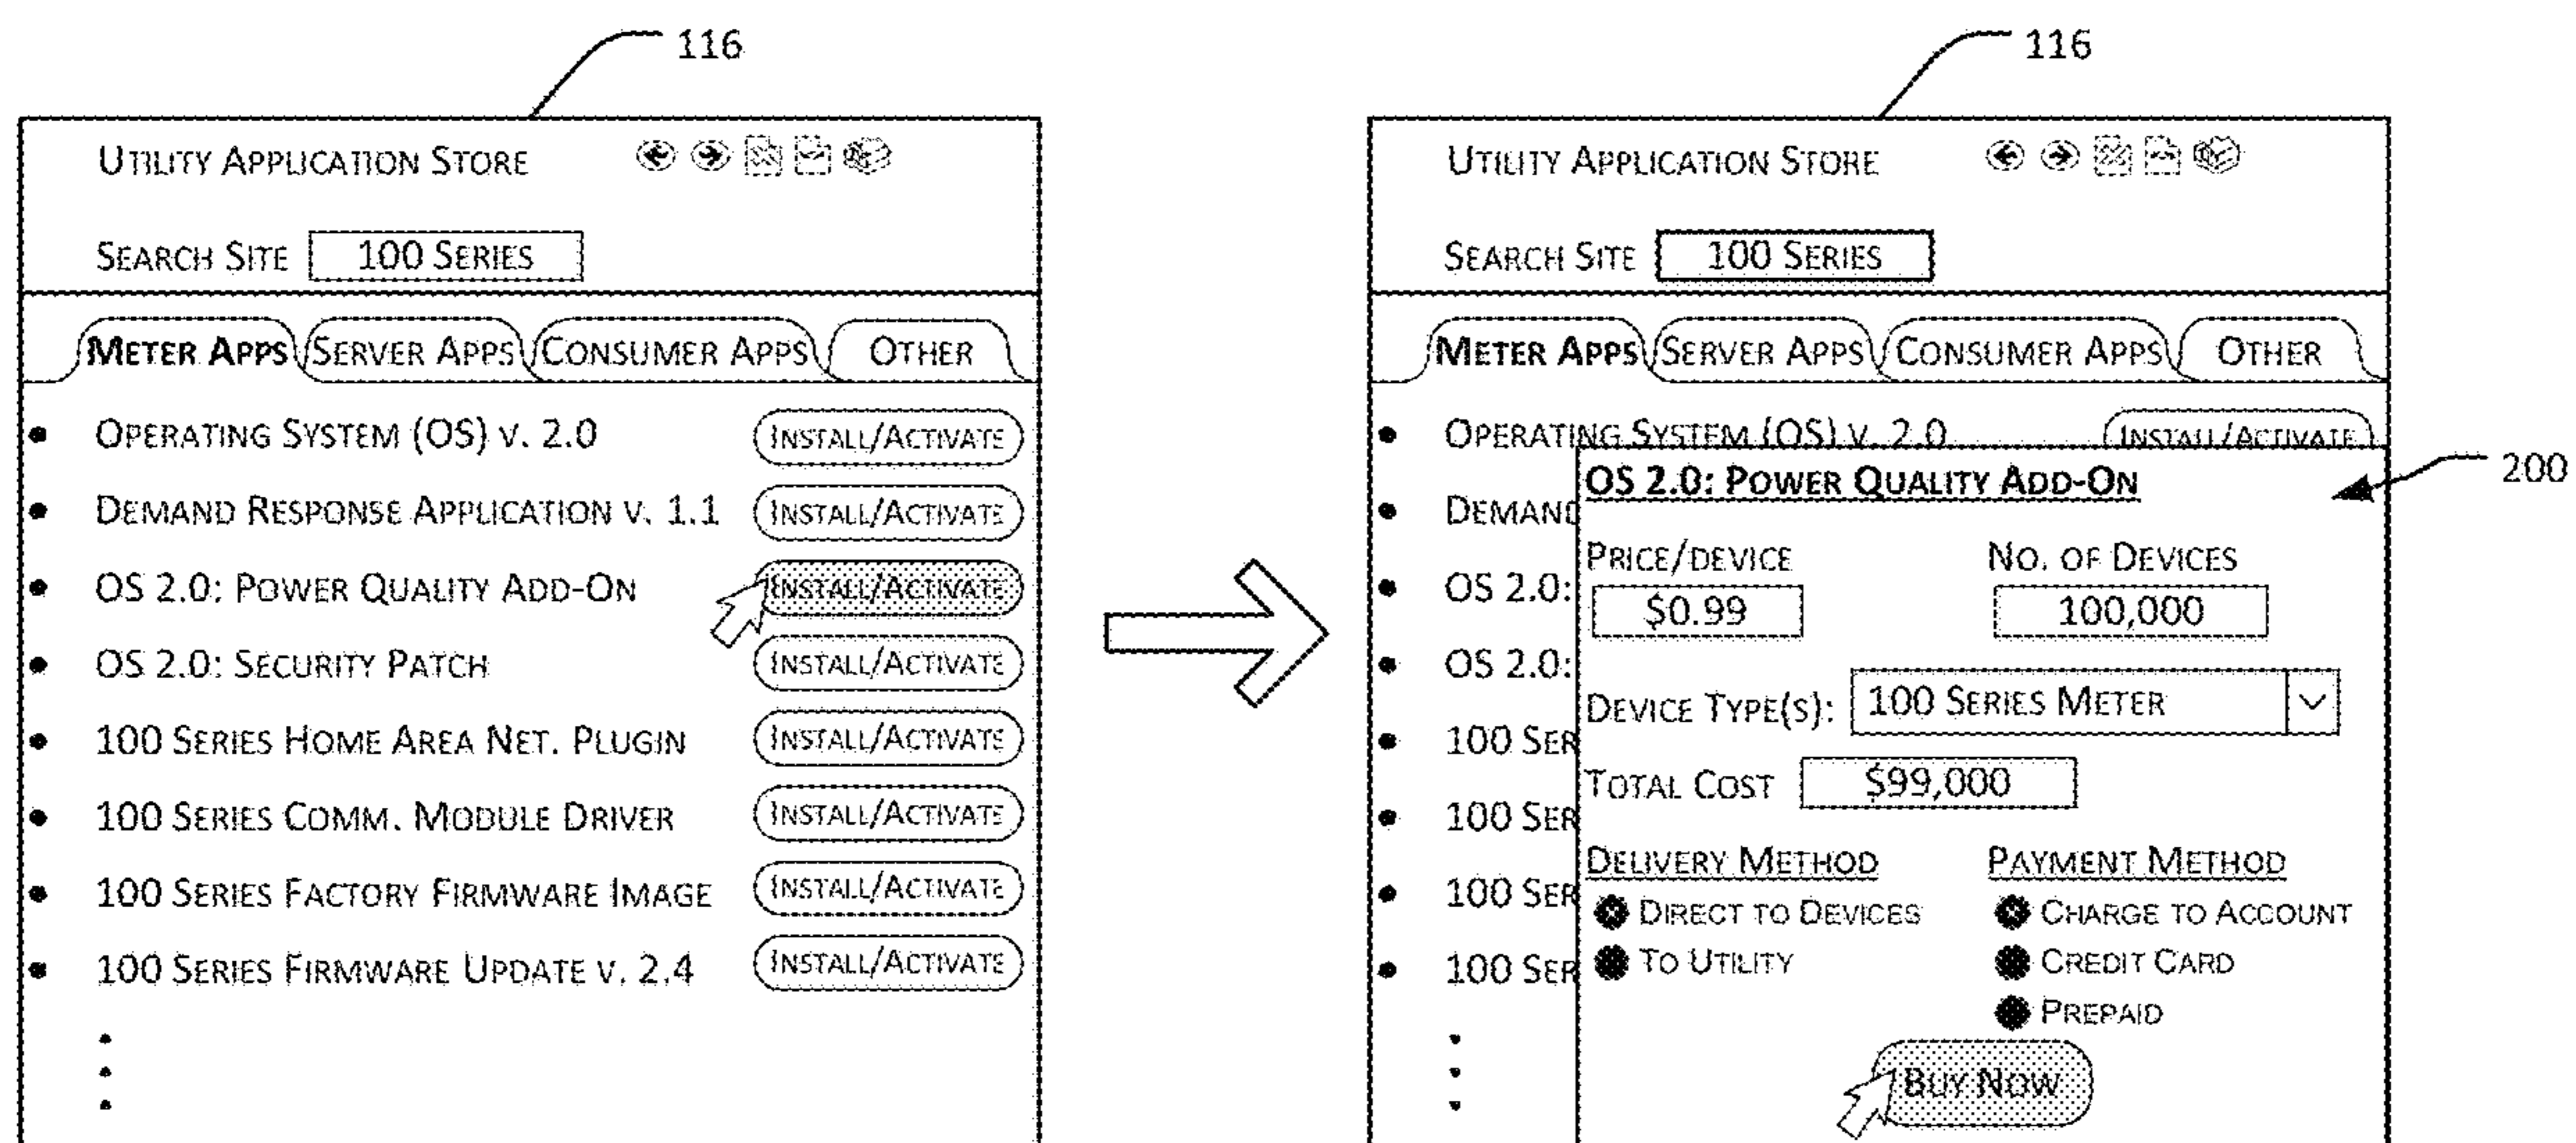 116
UTILITY APPLICATION STORE
SEARCH SITE 100 SERIES
METER APPS SERVER APPS CONSUMER APPS OTHER
• OPERATING SYSTEM (OS) V. 2.0 INSTALL/ACTIVATE
• DEMAND RESPONSE APPLICATION V. 1.1 INSTALL/ACTIVATE
• OS 2.0: POWER QUALITY ADD-ON INSTALL/ACTIVATE
• OS 2.0: SECURITY PATCH INSTALL/ACTIVATE
• 100 SERIES HOME AREA NET. PLUGIN INSTALL/ACTIVATE
• 100 SERIES COMM. MODULE DRIVER INSTALL/ACTIVATE
• 100 SERIES FACTORY FIRMWARE IMAGE INSTALL/ACTIVATE
• 100 SERIES FIRMWARE UPDATE V. 2.4 INSTALL/ACTIVATE
116
UTILITY APPLICATION STORE
SEARCH SITE 100 SERIES
METER APPS SERVER APPS CONSUMER APPS OTHER
• OPERATING SYSTEM (OS) V. 2.0 INSTALL/ACTIVATE
• DEMAND
• OS 2.0:
• OS 2.0:
• 100 SER
• 100 SER
• 100 SER
• 100 SER
200
OS 2.0: POWER QUALITY ADD-ON
PRICE/DEVICE NO. OF DEVICES
$0.99 100,000
DEVICE TYPE(S): 100 SERIES METER
TOTAL COST $99,000
DELIVERY METHOD PAYMENT METHOD
DIRECT TO DEVICES CHARGE TO ACCOUNT
TO UTILITY CREDIT CARD
PREPAID
BUY NOW